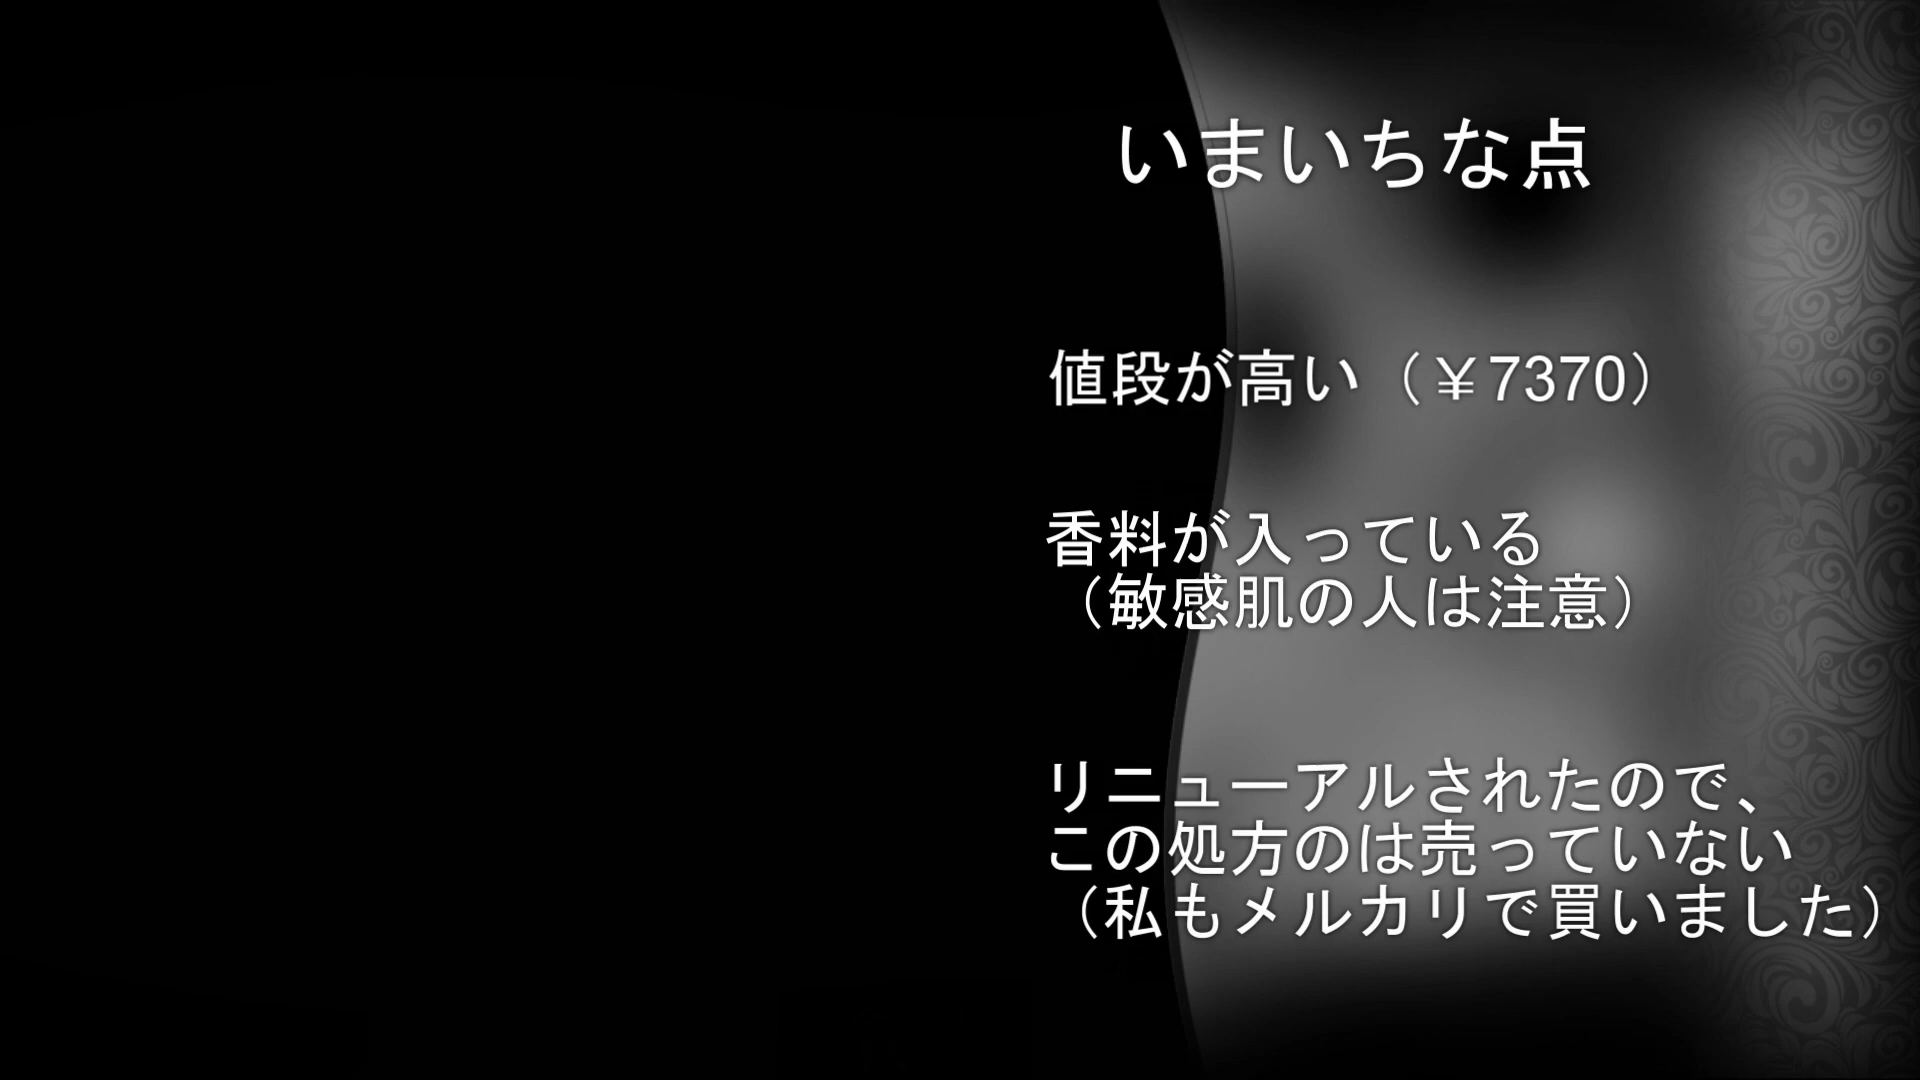 いまいちな点
値段が高い（￥7370）
香料が入っている
（敏感肌の人は注意）
リニューアルされたので、
この処方のは売っていない
（私もメルカリで買いました）